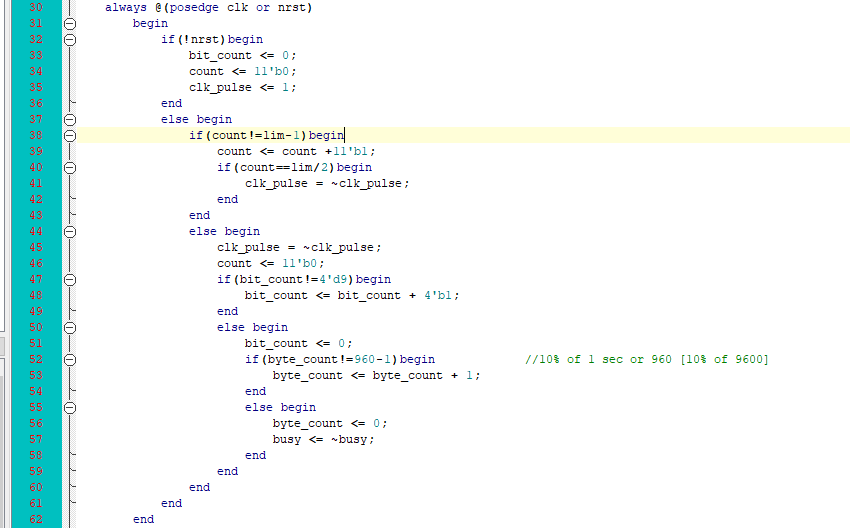 30 always @(posedge clk or nrst)
31 begin
32 if(!nrst)begin
33 bit_count <= 0;
34 count <= 11'b0;
35 clk_pulse <= 1;
36 end
37 else begin
38 if(count!=lim-1)begin
39 count <= count +11'b1;
40 if(count==lim/2)begin
41 clk_pulse = ~clk_pulse;
42 end
43 end
44 else begin
45 clk_pulse = ~clk_pulse;
46 count <= 11'b0;
47 if(bit_count!=4'd9)begin
48 bit_count <= bit_count + 4'b1;
49 end
50 else begin
51 bit_count <= 0;
52 if(byte_count!=960-1)begin //10% of 1 sec or 960 [10% of 9600]
53 byte_count <= byte_count + 1;
54 end
55 else begin
56 byte_count <= 0;
57 busy <= ~busy;
58 end
59 end
60 end
61 end
62 end